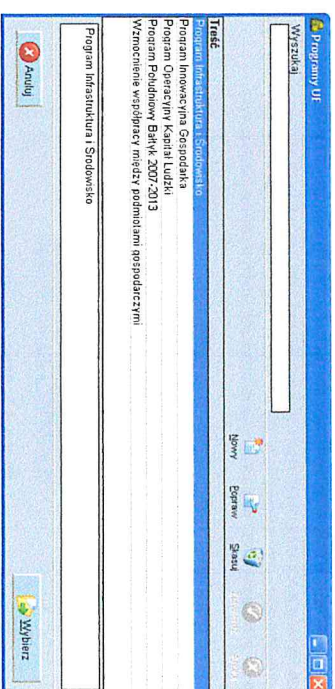 Programy UE
Wyszukaj
Nowy
Popraw
Skasuj
Treść
Program Infrastruktura i Środowisko
Program Innowacyjna Gospodarka
Program Operacyjny Kapitał Ludzki
Program Południowy Bałtyk 2007-2013
Wzmocnienie współpracy między podmiotami gospodarczymi
Program Infrastruktura i Środowisko
Anuluj
Wybierz